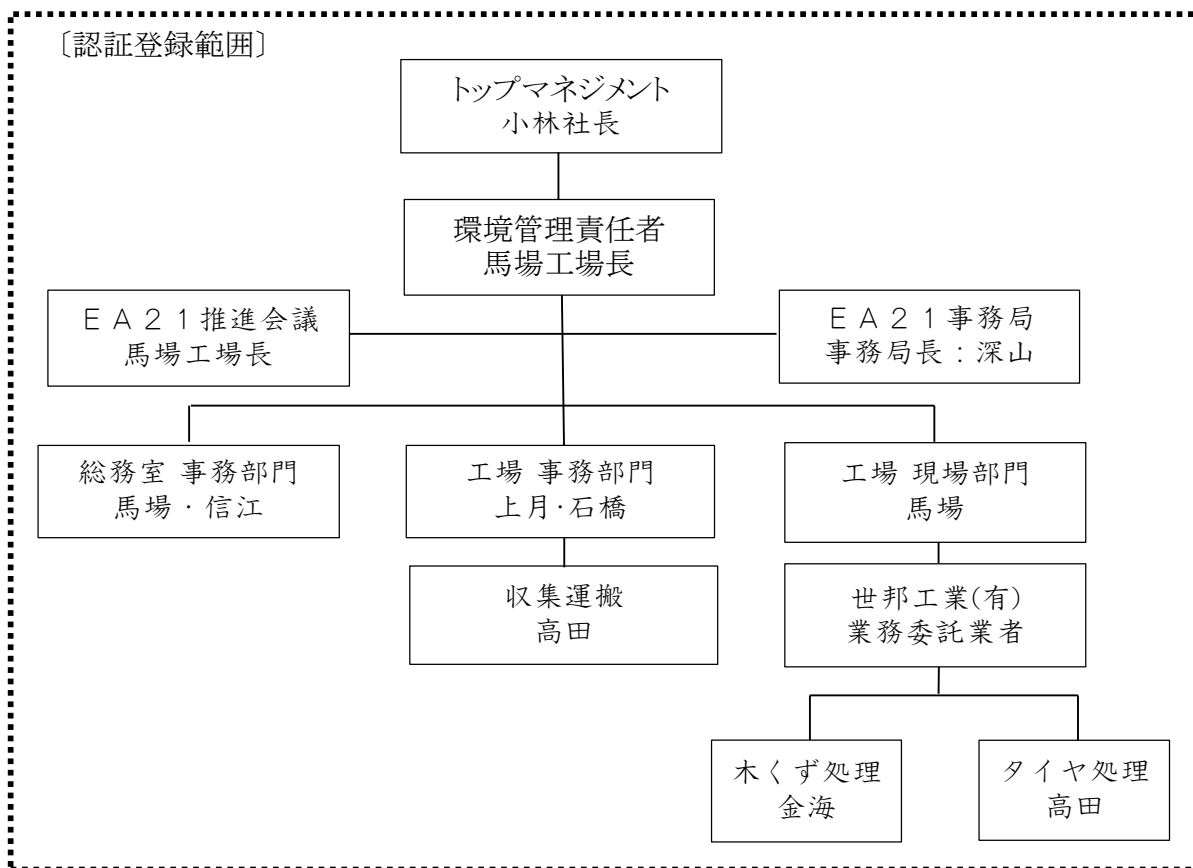 〔認証登録範囲〕
トップマネジメント
小林社長
環境管理責任者
馬場工場長
ＥＡ２１推進会議
馬場工場長
ＥＡ２１事務局
事務局長：深山
総務室 事務部門
馬場・信江
工場 事務部門
上月･石橋
工場 現場部門
馬場
収集運搬
高田
世邦工業(有)
業務委託業者
木くず処理
金海
タイヤ処理
高田